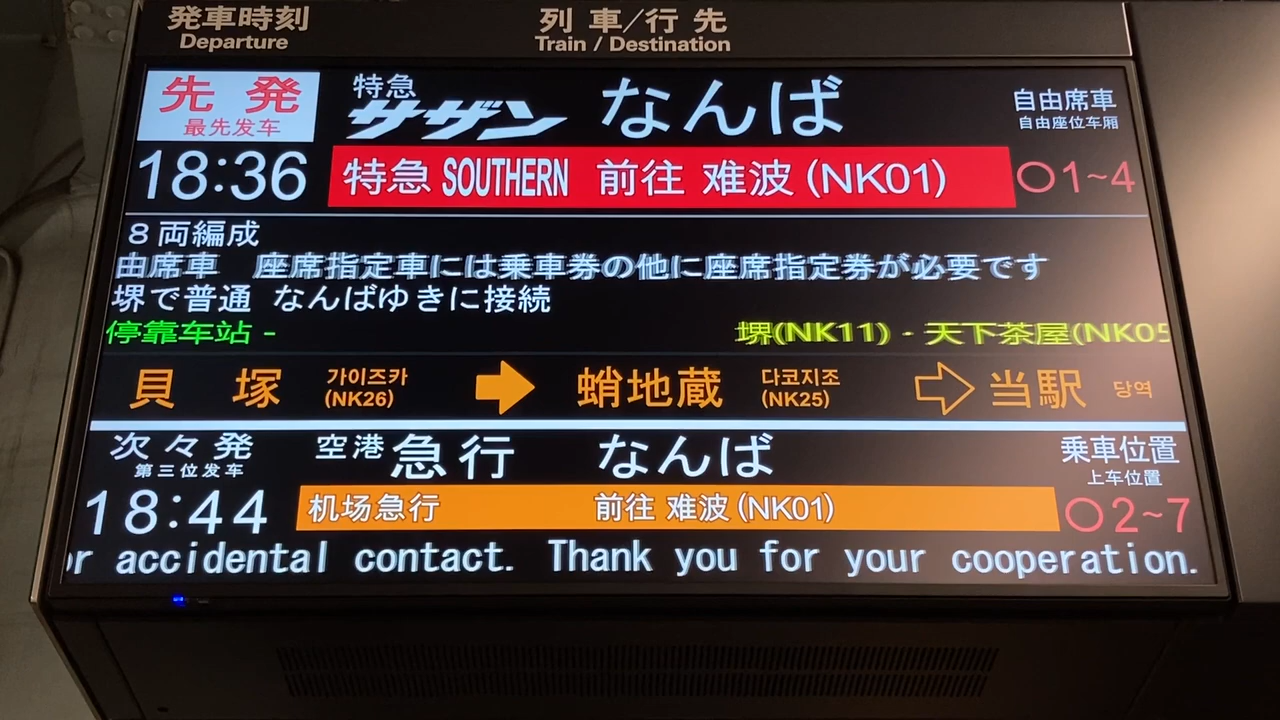 発車時刻 列車/行先
Departure Train / Destination
先発 特急 サザン なんば 自由席車
最先发车 自由座位车厢
18:36 特急 SOUTHERN 前往 难波 (NK01) ○1~4
8両編成
由席車 座席指定車には乗車券の他に座席指定券が必要です
堺で普通 なんばゆきに接続
停靠车站 - 堺(NK11) - 天下茶屋(NK05
貝塚 가이즈카 (NK26) ➡ 蛸地蔵 다코지조 (NK25) ⇨ 当駅 당역
次々発 空港急行 なんば 乗車位置
第三位发车 上车位置
18:44 机场急行 前往 难波 (NK01) ○2~7
or accidental contact. Thank you for your cooperation.